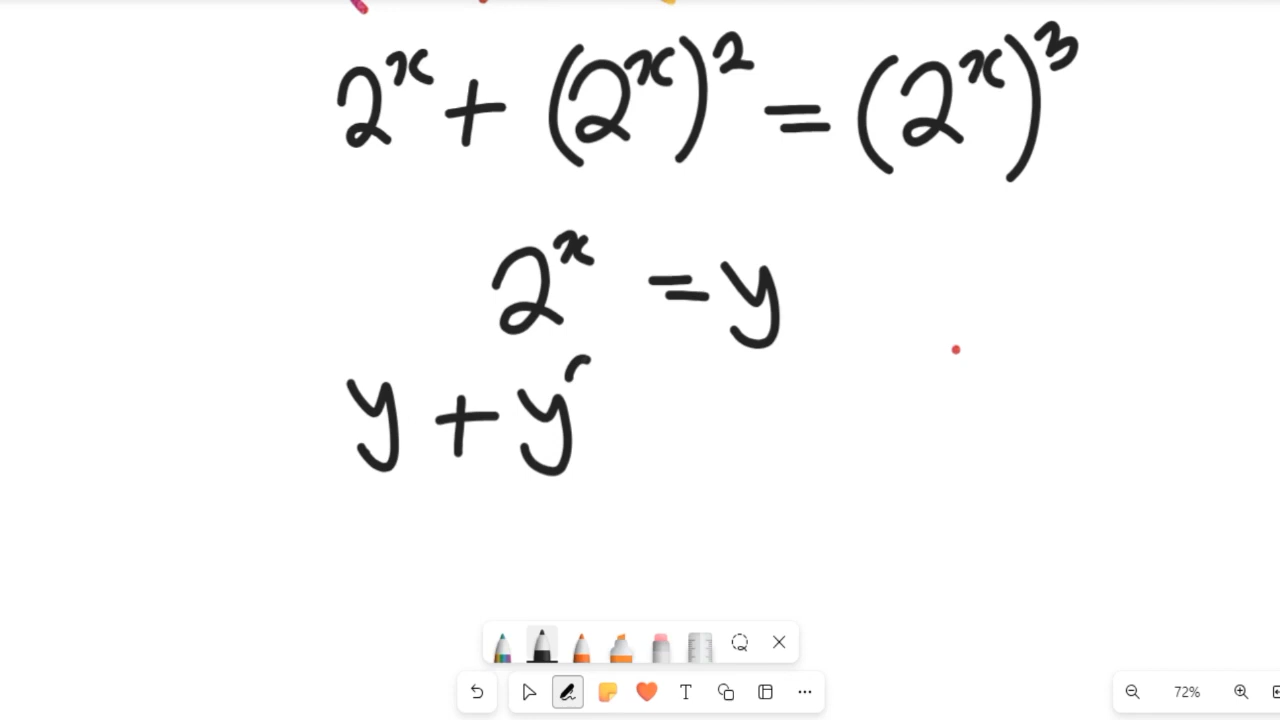 2^x + (2^x)^2 = (2^x)^3
2^x = y
y + y
T
72%